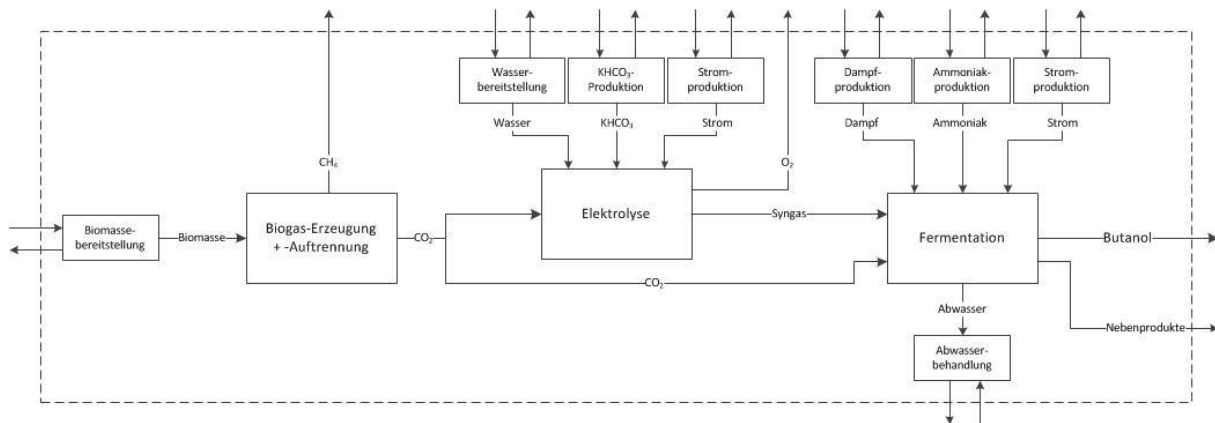 Wasser-
bereitstellung
KHCO₃-
Produktion
Strom-
produktion
Dampf-
produktion
Ammoniak-
produktion
Strom-
produktion
Wasser
KHCO₃
Strom
Dampf
Ammoniak
Strom
CH₄
O₂
Biomasse-
bereitstellung
Biomasse
Biogas-Erzeugung
+ -Auftrennung
CO₂
Elektrolyse
Syngas
Fermentation
Butanol
CO₂
Abwasser
Nebenprodukte
Abwasser-
behandlung